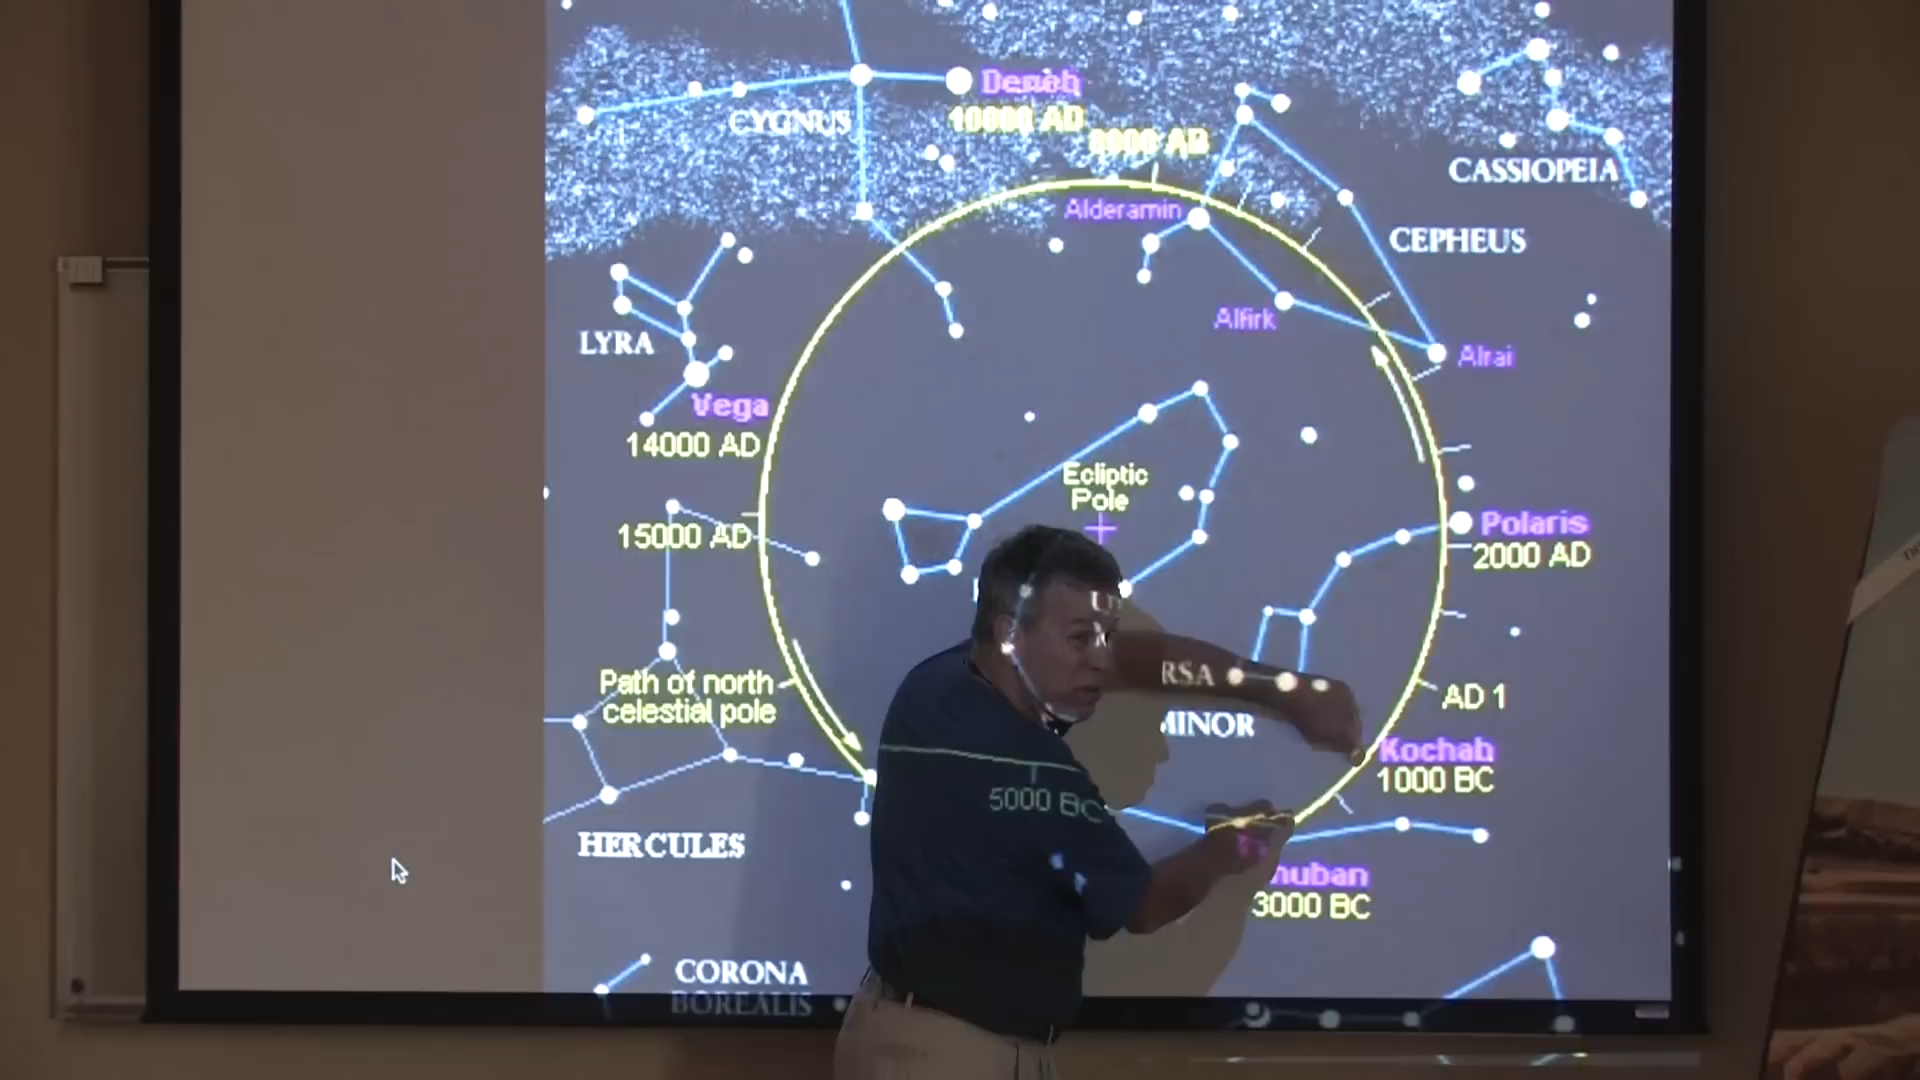 Deneb
CYGNUS
10000 AD
8000 AD
CASSIOPEIA
Alderamin
CEPHEUS
Alfirk
LYRA
Alrai
Vega
14000 AD
Ecliptic
Pole
Polaris
15000 AD
2000 AD
RSA
MINOR
Path of north
celestial pole
AD 1
Kochab
1000 BC
5000 BC
HERCULES
huban
3000 BC
CORONA
BOREALIS